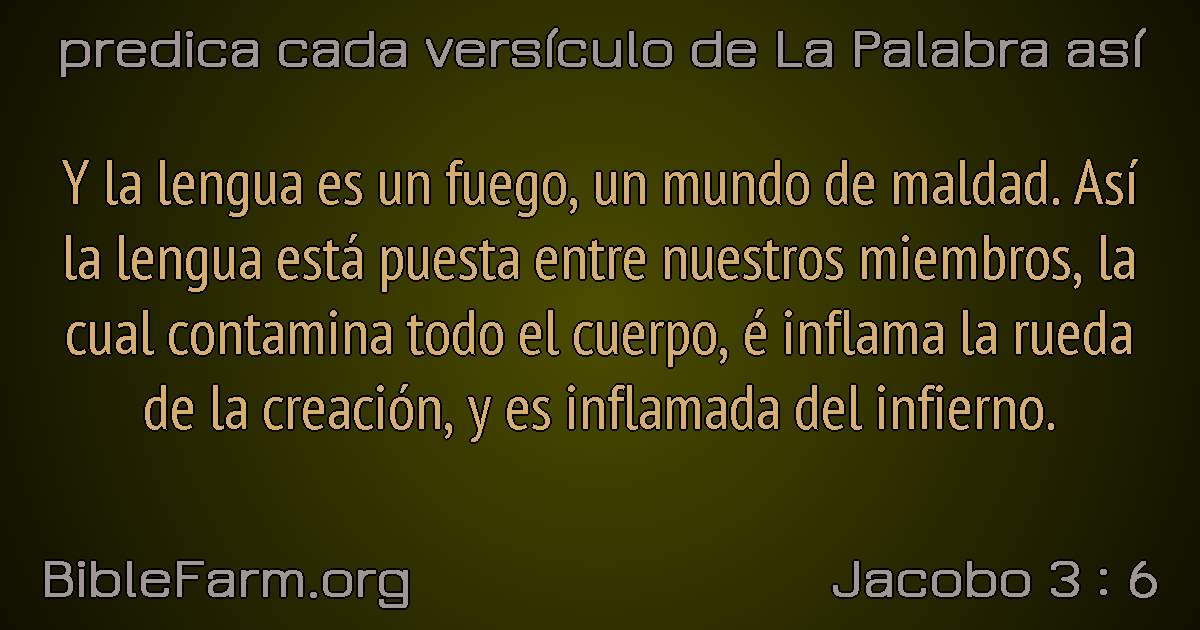 predica cada versículo de La Palabra así
Y la lengua es un fuego, un mundo de maldad. Así
la lengua está puesta entre nuestros miembros, la
cual contamina todo el cuerpo, é inflama la rueda
de la creación, y es inflamada del infierno.
BibleFarm.org
Jacobo 3 : 6